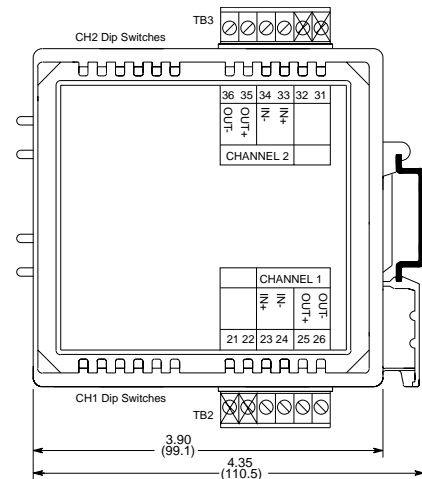 TB3
CH2 Dip Switches
36 35 34 33 32 31
OUT- OUT+ IN- IN+
CHANNEL 2
CHANNEL 1
IN+ IN- OUT+ OUT-
21 22 23 24 25 26
CH1 Dip Switches
TB2
3.90
(99.1)
4.35
(110.5)